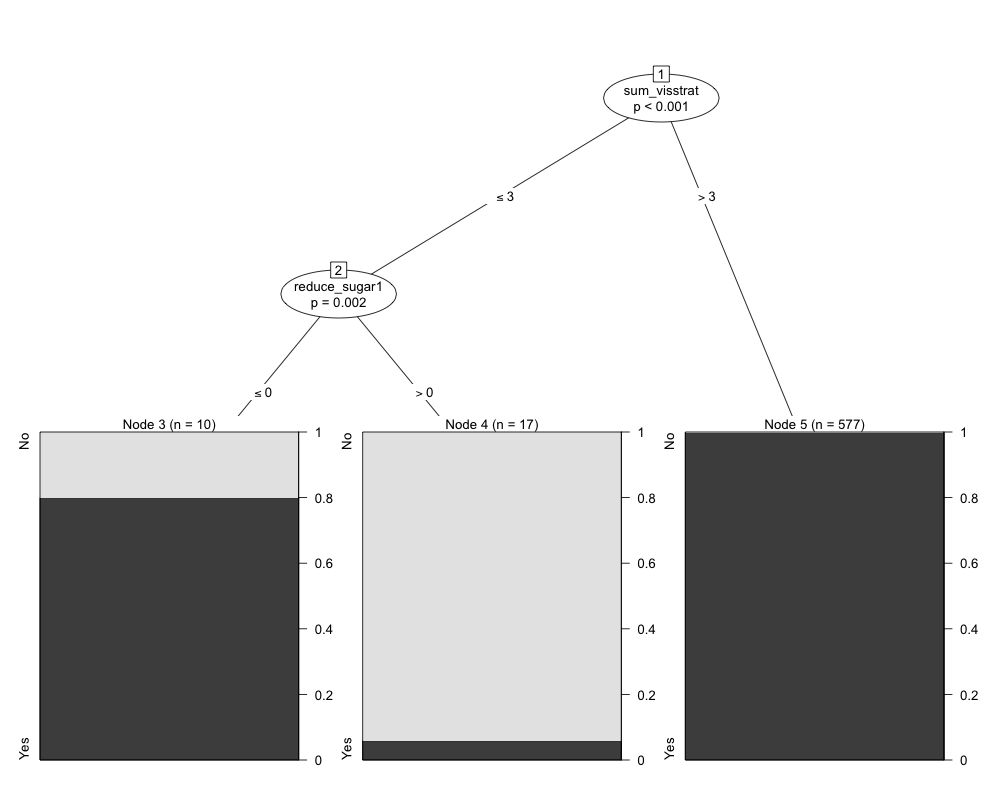 1
sum_visstrat
p < 0.001
≤ 3
> 3
2
reduce_sugar1
p = 0.002
≤ 0
> 0
Node 3 (n = 10)
No
Yes
1
0.8
0.6
0.4
0.2
0
Node 4 (n = 17)
No
Yes
1
0.8
0.6
0.4
0.2
0
Node 5 (n = 577)
No
Yes
1
0.8
0.6
0.4
0.2
0